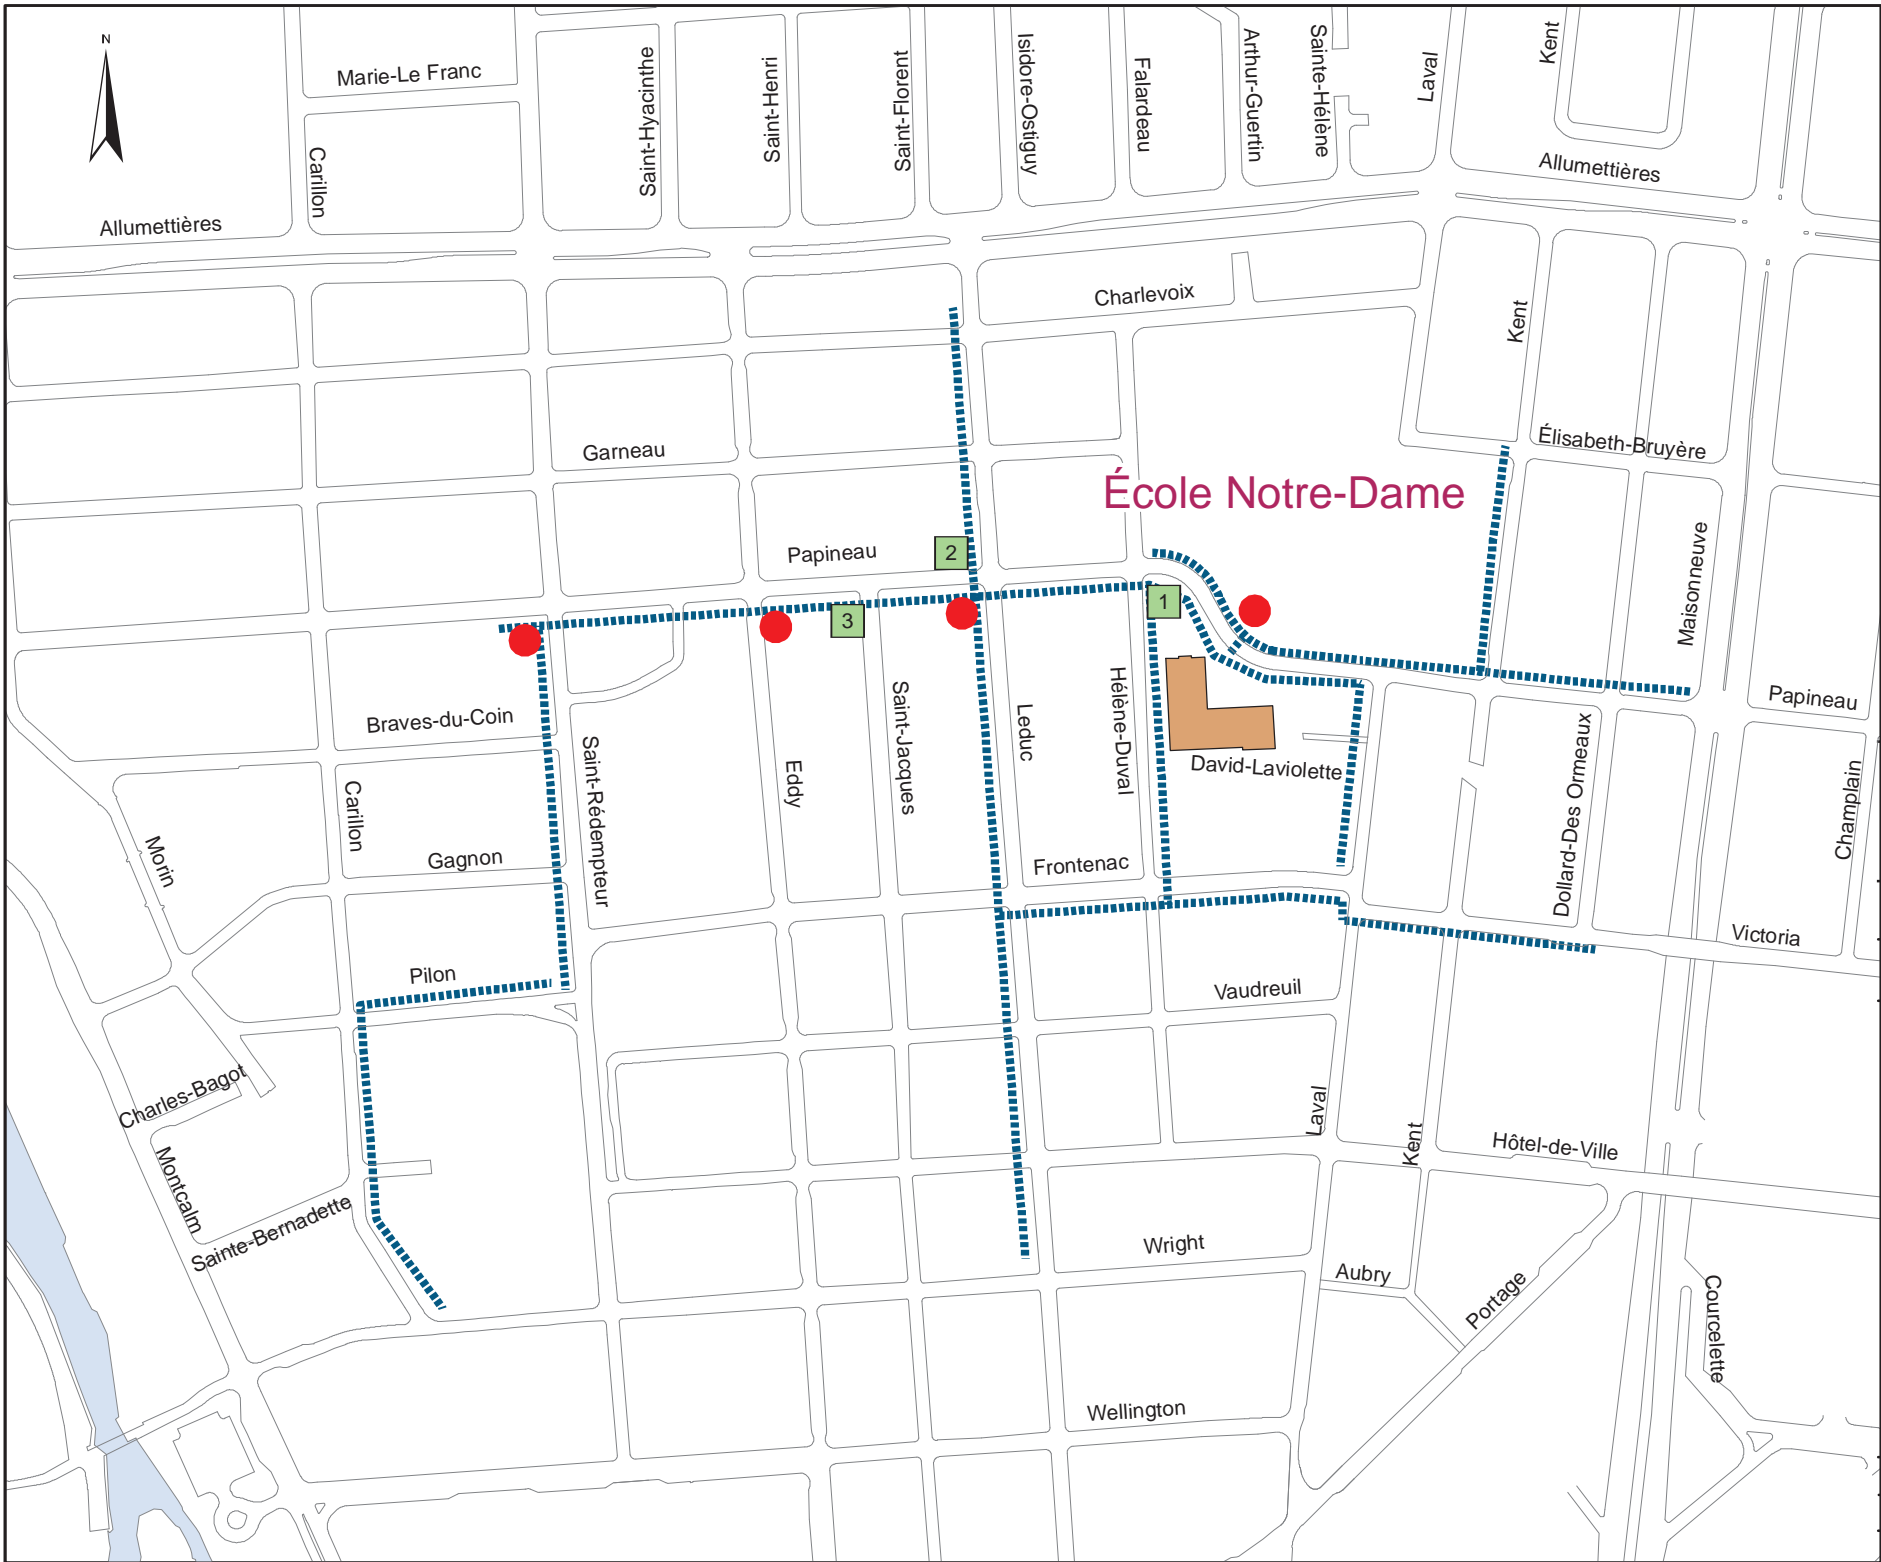 N
Marie-Le Franc
Carillon
Saint-Hyacinthe
Saint-Henri
Saint-Florent
Isidore-Ostiguy
Falardeau
Arthur-Guertin
Sainte-Hélène
Laval
Kent
Allumettières
Allumettières
Charlevoix
Kent
Garneau
Élisabeth-Bruyère
École Notre-Dame
Papineau
2
1
3
Maisonneuve
Papineau
Braves-du-Coin
Saint-Rédempteur
Eddy
Saint-Jacques
Leduc
Hélène-Duval
David-Laviolette
Dollard-Des Ormeaux
Champlain
Carillon
Morin
Gagnon
Frontenac
Victoria
Pilon
Vaudreuil
Charles-Bagot
Laval
Kent
Hôtel-de-Ville
Montcalm
Sainte-Bernadette
Wright
Aubry
Portage
Courcelette
Wellington